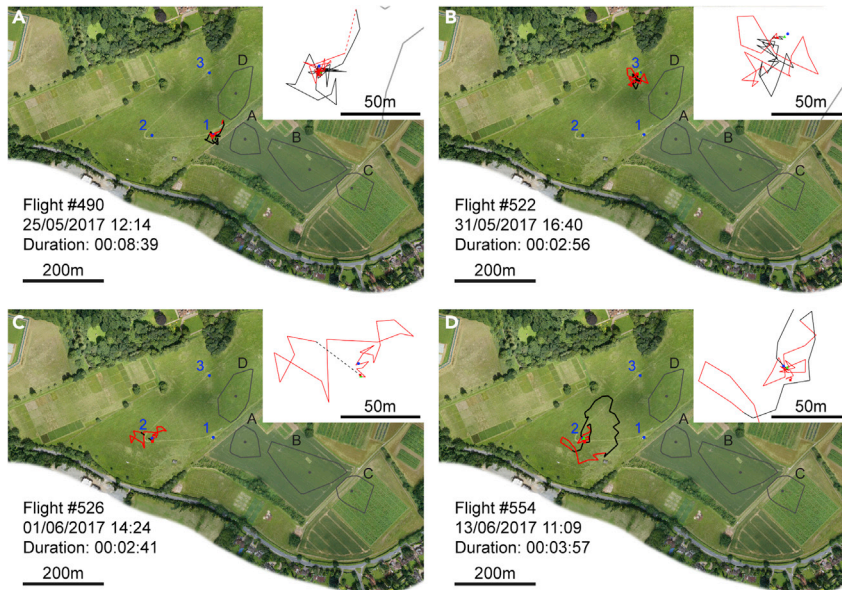 A
3
D
2
1
A
B
C
50m
Flight #490
25/05/2017 12:14
Duration: 00:08:39
200m
B
3
D
2
1
A
B
C
50m
Flight #522
31/05/2017 16:40
Duration: 00:02:56
200m
C
3
D
2
1
A
B
C
50m
Flight #526
01/06/2017 14:24
Duration: 00:02:41
200m
D
3
D
2
1
A
B
C
50m
Flight #554
13/06/2017 11:09
Duration: 00:03:57
200m